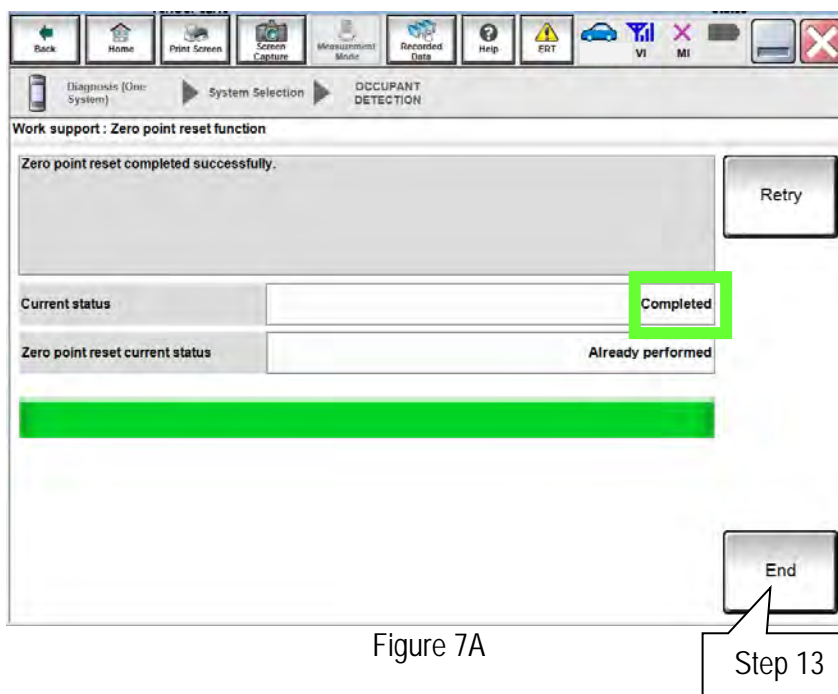 Back
Home
Print Screen
Screen
Capture
Measurement
Mode
Recorded
Data
Help
ERT
VI
MI
Diagnosis (One
System)
System Selection
OCCUPANT
DETECTION
Work support : Zero point reset function
Zero point reset completed successfully.
Retry
Current status
Completed
Zero point reset current status
Already performed
End
Figure 7A
Step 13